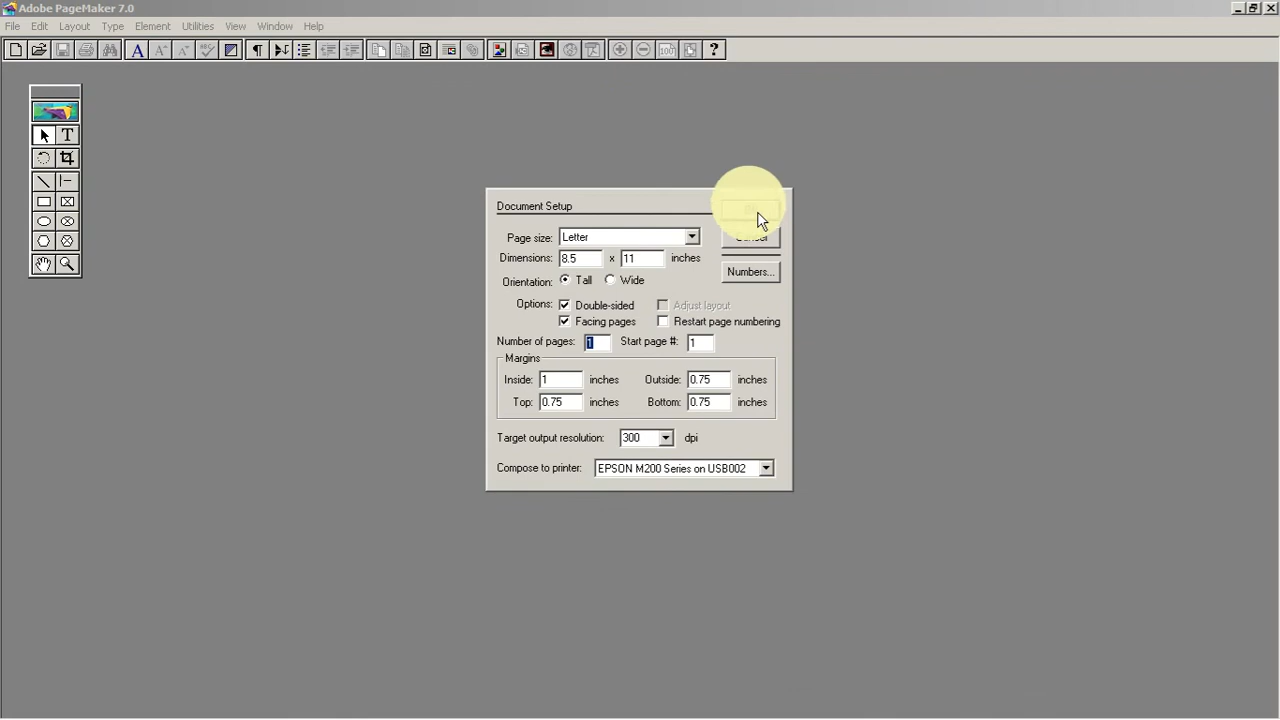 Adobe PageMaker 7.0
File Edit Layout Type Element Utilities View Window Help
Document Setup
Page size: Letter
Cancel
Dimensions: 8.5 x 11 inches
Numbers...
Orientation: Tall Wide
Options: Double-sided Adjust layout
Facing pages Restart page numbering
Number of pages: 1 Start page #: 1
Margins
Inside: 1 inches Outside: 0.75 inches
Top: 0.75 inches Bottom: 0.75 inches
Target output resolution: 300 dpi
Compose to printer: EPSON M200 Series on USB002